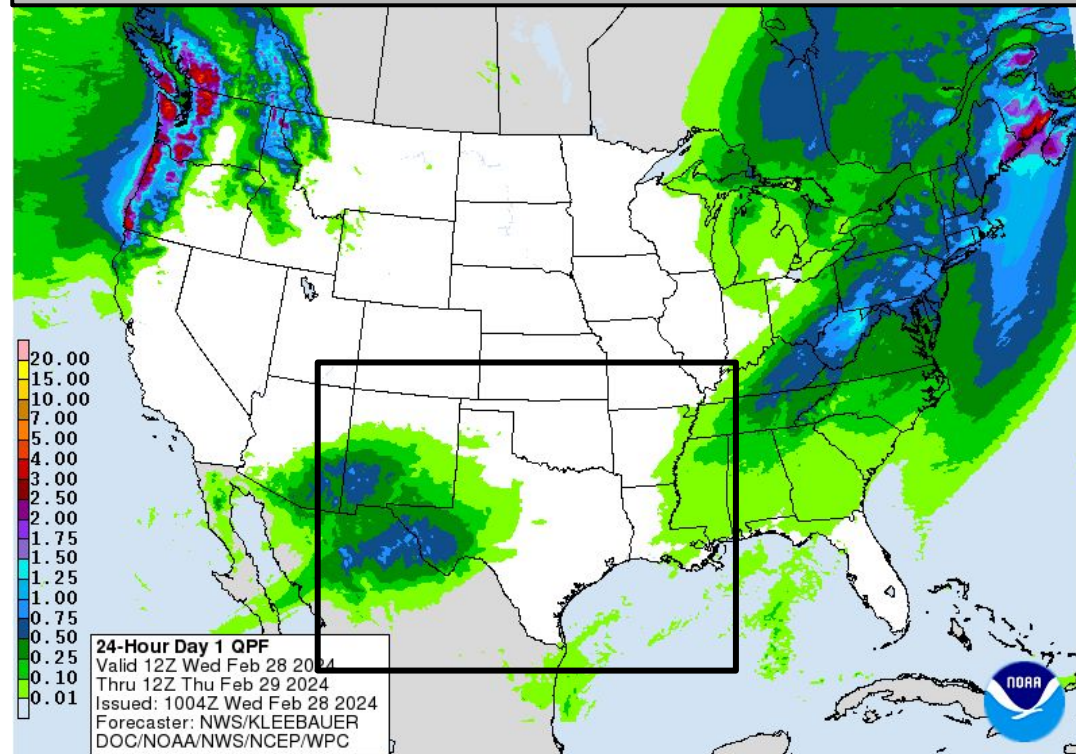 20.00
15.00
10.00
7.00
5.00
4.00
3.00
2.50
2.00
1.75
1.50
1.25
1.00
0.75
0.50
0.25
0.10
0.01
24-Hour Day 1 QPF
Valid 12Z Wed Feb 28 2024
Thru 12Z Thu Feb 29 2024
Issued: 1004Z Wed Feb 28 2024
Forecaster: NWS/KLEEBAUER
DOC/NOAA/NWS/NCEP/WPC
NOAA